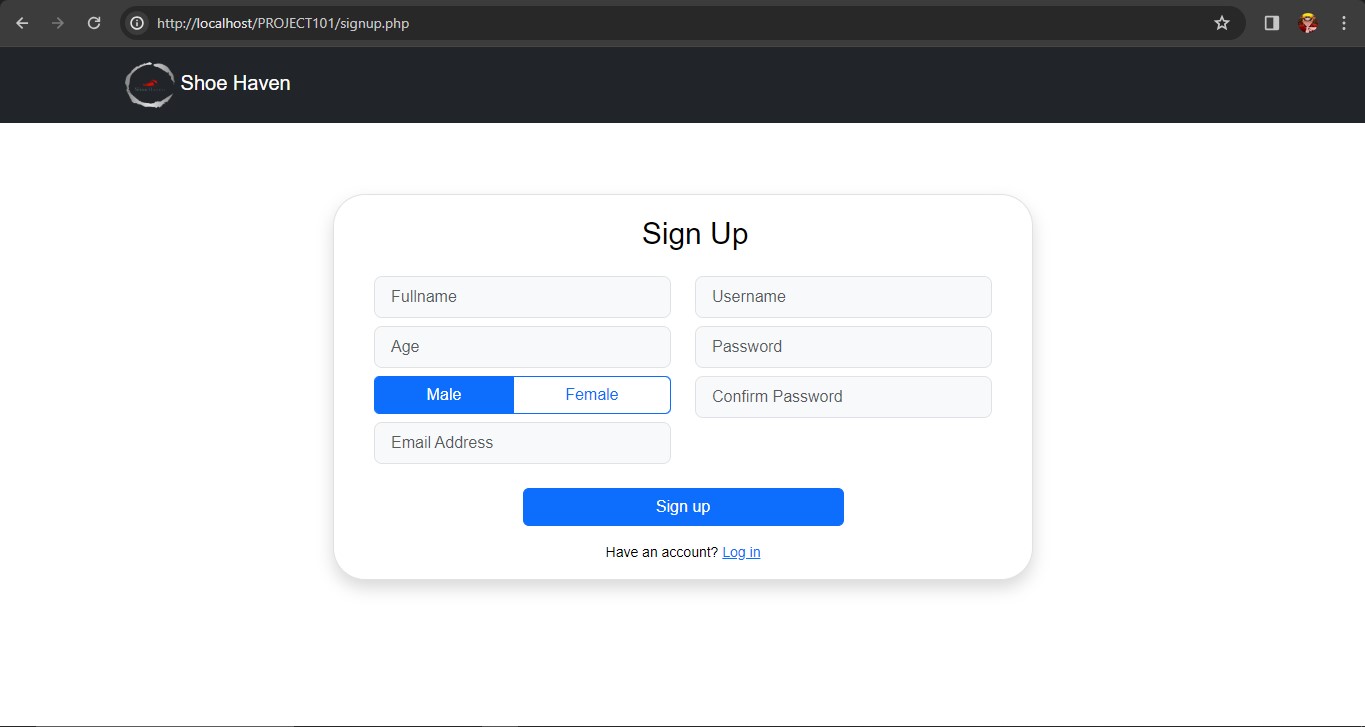 http://localhost/PROJECT101/signup.php
Shoe Haven
Sign Up
Fullname
Username
Age
Password
Male
Female
Confirm Password
Email Address
Sign up
Have an account? Log in